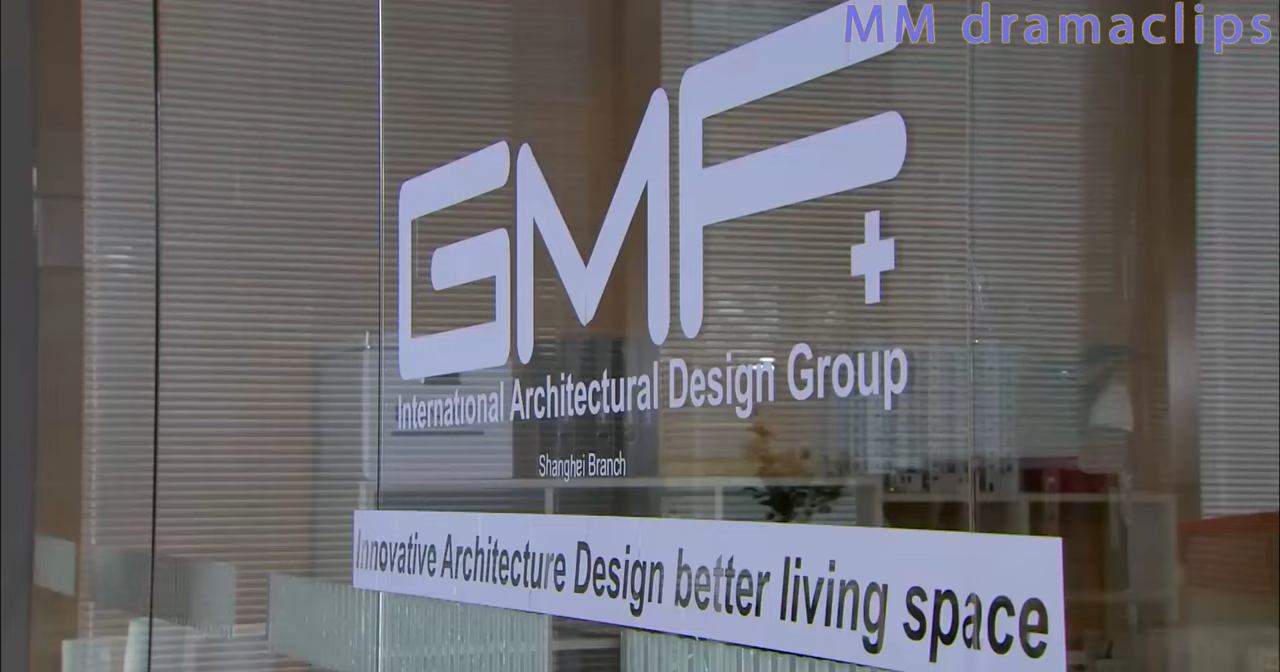 MM dramaclips
GMF
+
International Architectural Design Group
Shanghei Branch
Innovative Architecture Design better living space